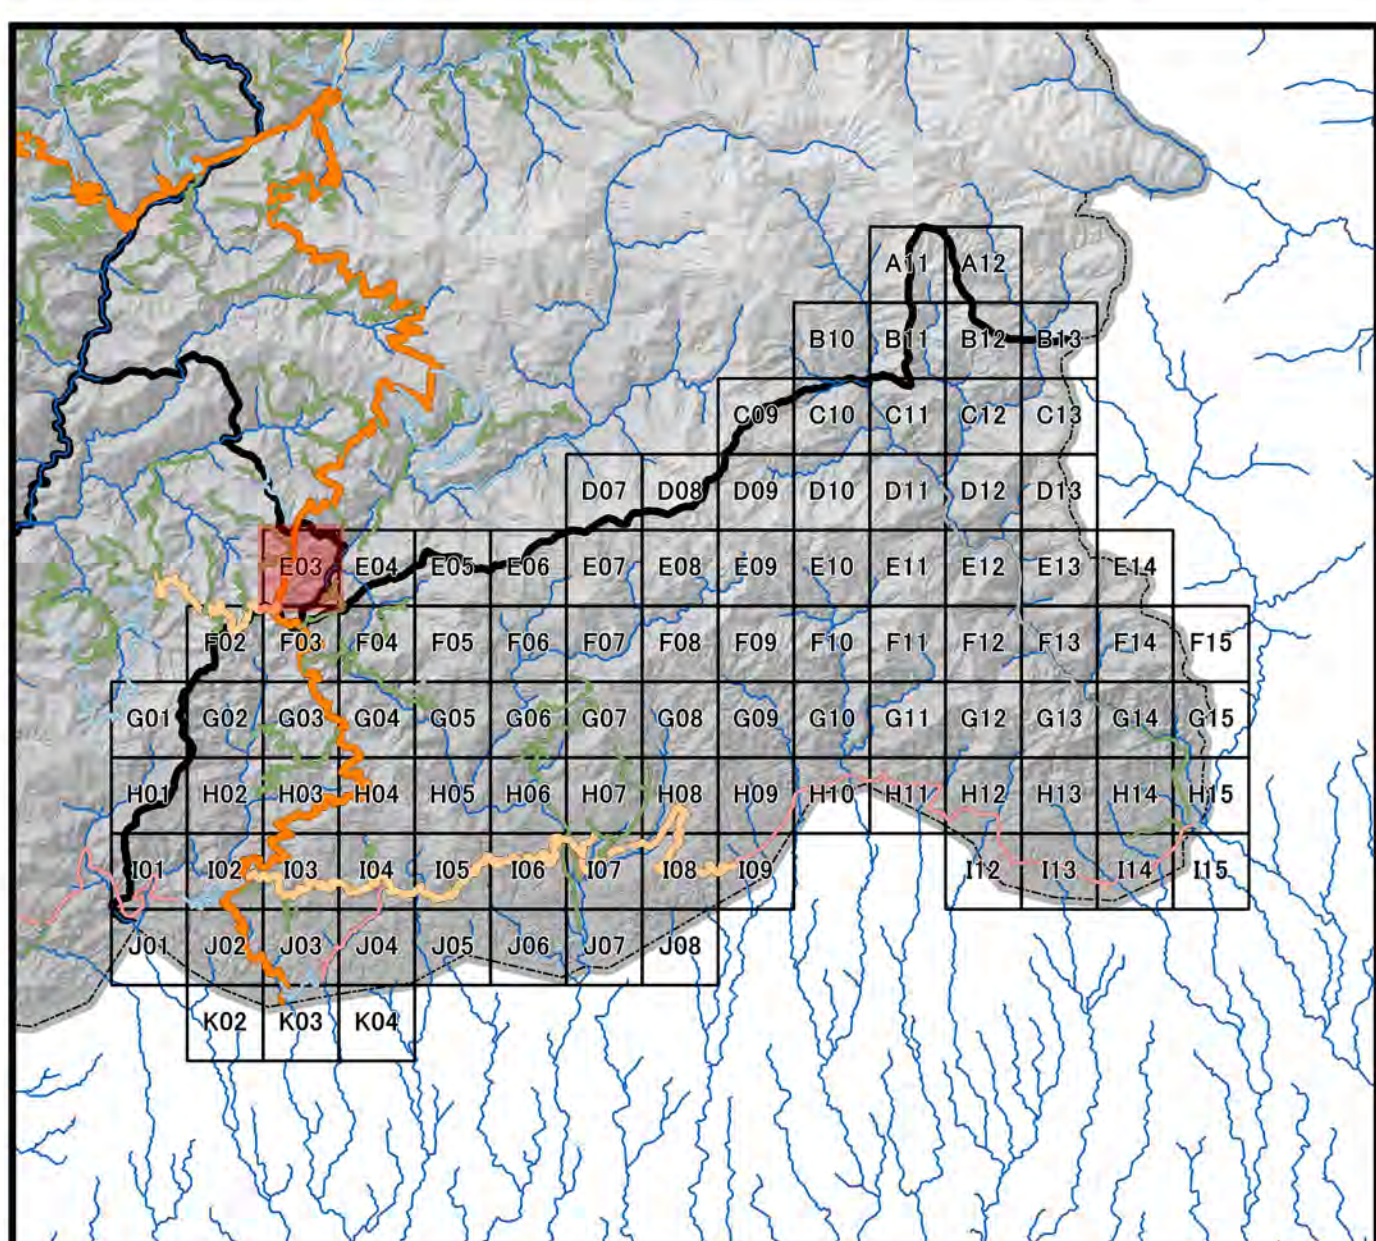 A11 A12
B10 B11 B12 B13
C09 C10 C11 C12 C13
D07 D08 D09 D10 D11 D12 D13
E03 E04 E05 E06 E07 E08 E09 E10 E11 E12 E13 E14
F02 F03 F04 F05 F06 F07 F08 F09 F10 F11 F12 F13 F14 F15
G01 G02 G03 G04 G05 G06 G07 G08 G09 G10 G11 G12 G13 G14 G15
H01 H02 H03 H04 H05 H06 H07 H08 H09 H10 H11 H12 H13 H14 H15
I01 I02 I03 I04 I05 I06 I07 I08 I09 I12 I13 I14 I15
J01 J02 J03 J04 J05 J06 J07 J08
K02 K03 K04